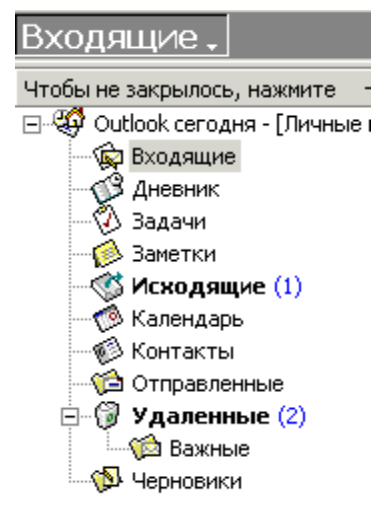 Входящие
Чтобы не закрылось, нажмите
Outlook сегодня - [Личные
Входящие
Дневник
Задачи
Заметки
Исходящие (1)
Календарь
Контакты
Отправленные
Удаленные (2)
Важные
Черновики